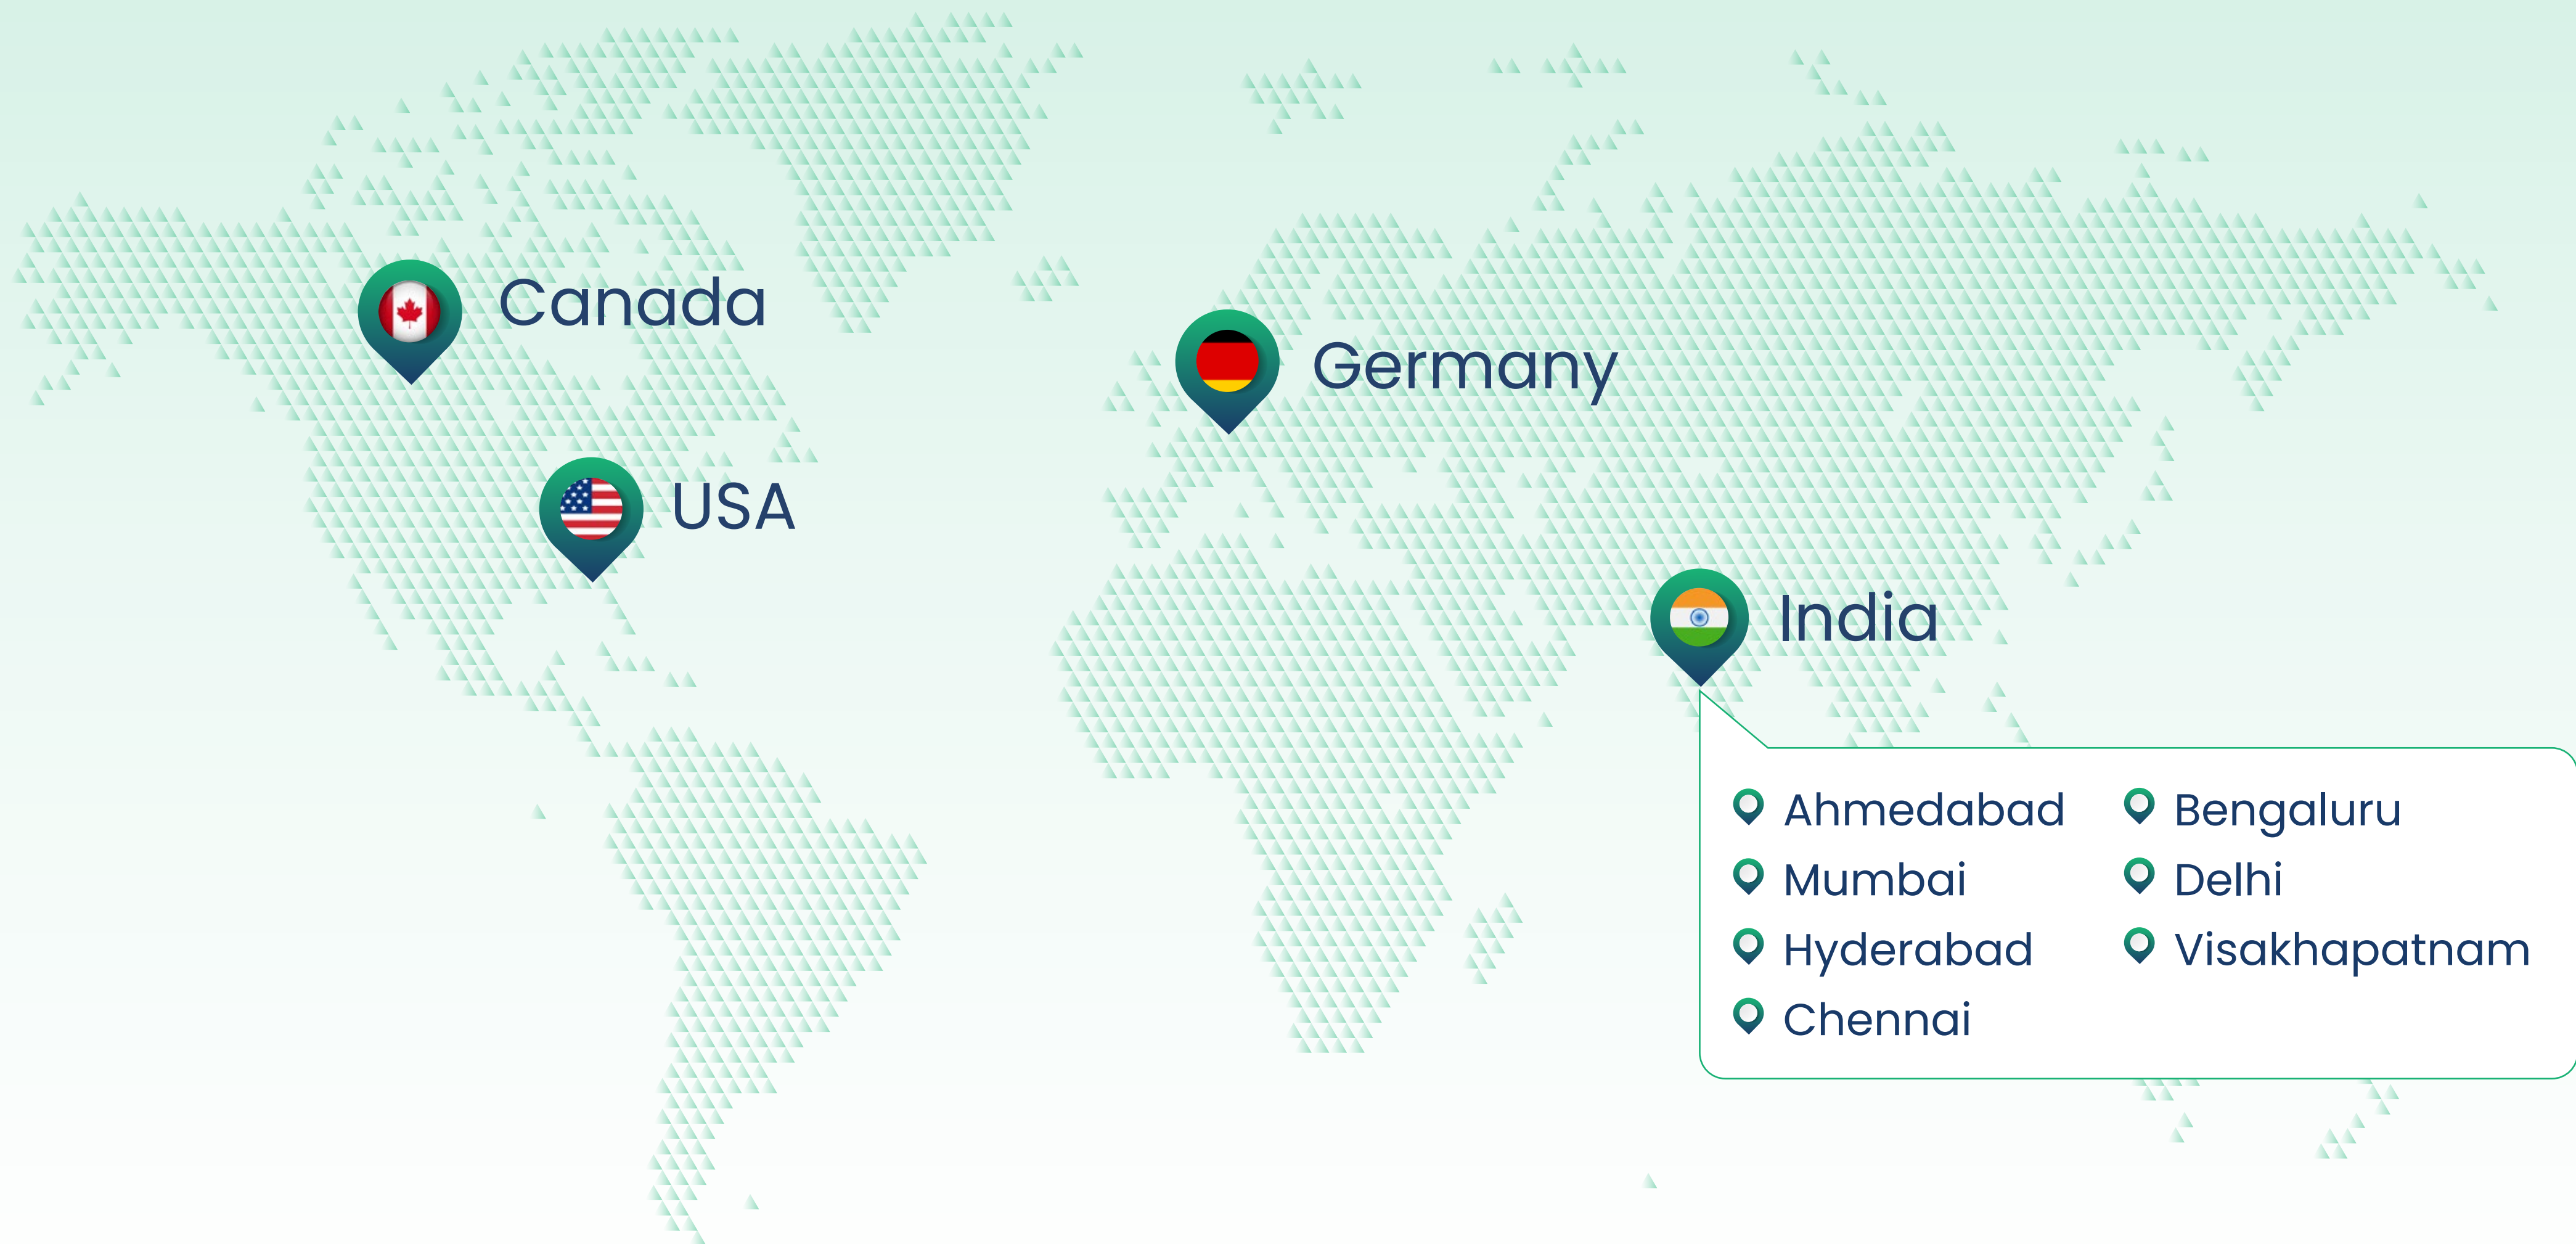 Canada
Germany
USA
India
Ahmedabad
Mumbai
Hyderabad
Chennai
Bengaluru
Delhi
Visakhapatnam